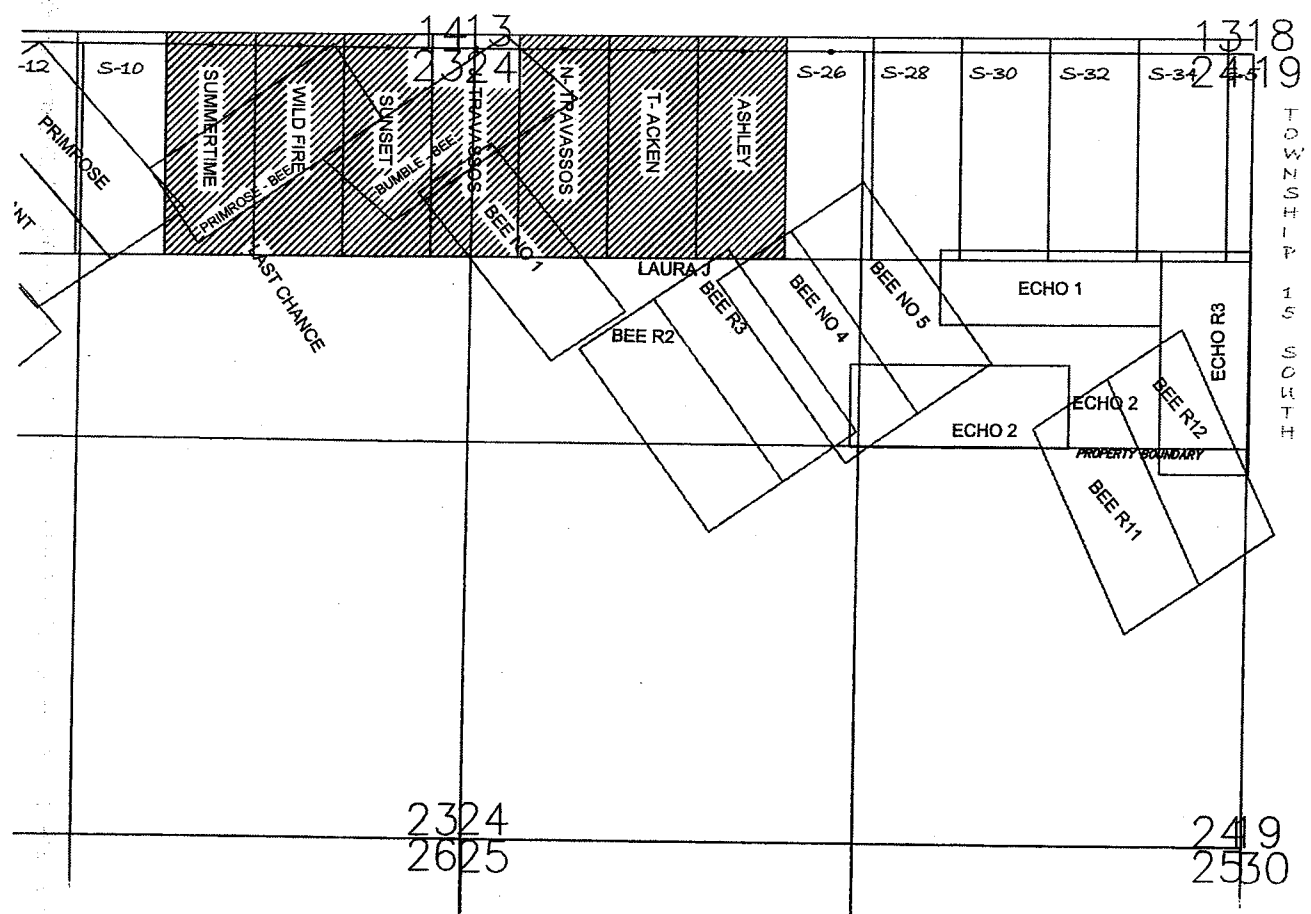 1413
1318
2324
2419
-12
S-10
SUMMERTIME
WILD FIRE
SUNSET
TRAVASSOS
N- TRAVASSOS
T- ACKEN
ASHLEY
S-26
S-28
S-30
S-32
S-34
TOWNSHIP 15 SOUTH
PRIMROSE
PRIMROSE - BEE
BUMBLE - BEE
BEE NO 1
LAST CHANCE
LAURA J
BEE R2
BEE R3
BEE NO 4
BEE NO 5
ECHO 1
ECHO R3
ECHO 2
ECHO 2
BEE R12
PROPERTY BOUNDARY
BEE R11
2324
2625
2419
2530